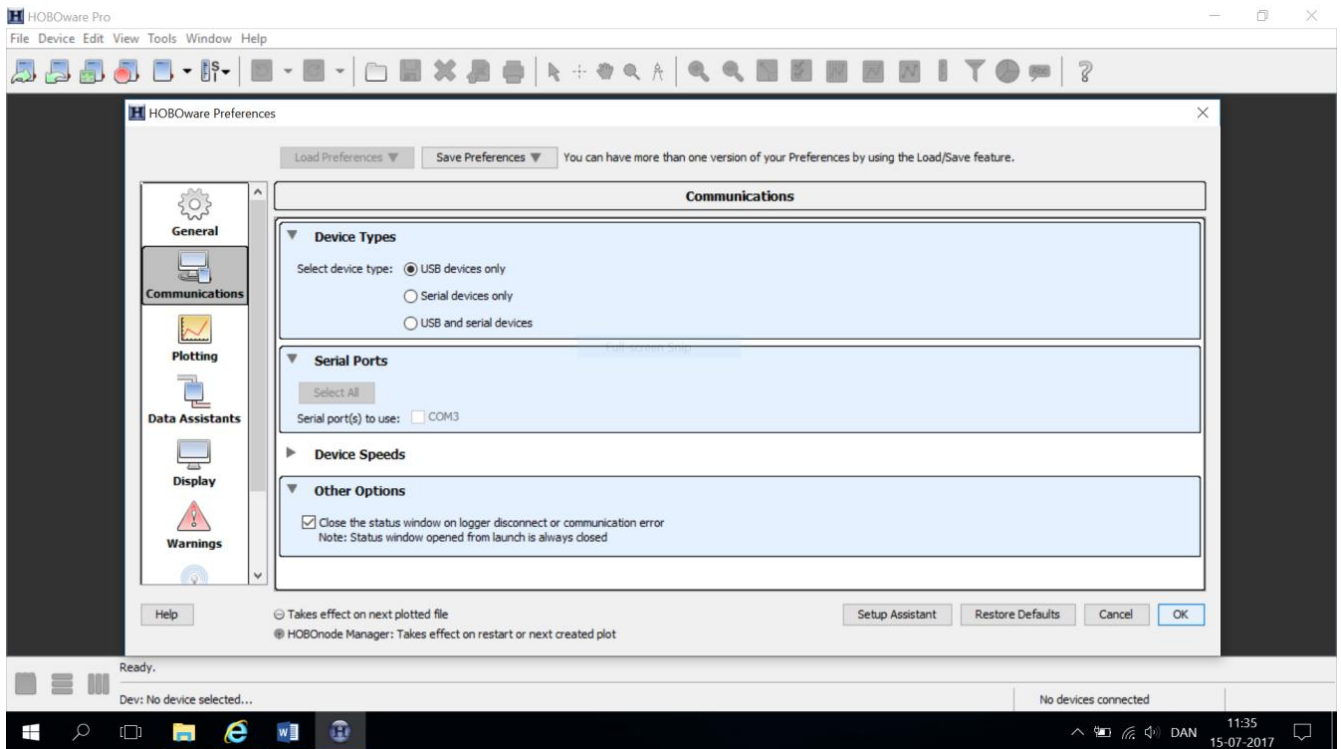 HOBOware Pro
File Device Edit View Tools Window Help
HOBOware Preferences
Load Preferences Save Preferences You can have more than one version of your Preferences by using the Load/Save feature.
General
Communications
Plotting
Data Assistants
Display
Warnings
Communications
Device Types
Select device type: USB devices only
Serial devices only
USB and serial devices
Full-screen Snip
Serial Ports
Select All
Serial port(s) to use: COM3
Device Speeds
Other Options
Close the status window on logger disconnect or communication error
Note: Status window opened from launch is always closed
Help
Takes effect on next plotted file
HOBOnode Manager: Takes effect on restart or next created plot
Setup Assistant Restore Defaults Cancel OK
Ready.
Dev: No device selected...
No devices connected
DAN
11:35
15-07-2017